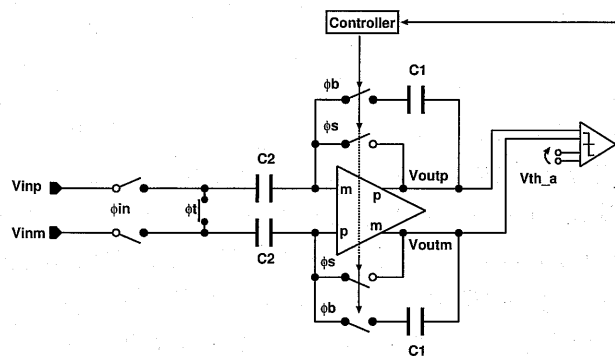 Controller
C1
ϕb
ϕs
C2
Vinp
m
p
Voutp
Vth_a
ϕin
ϕt
Vinm
p
m
Voutm
C2
ϕs
ϕb
C1